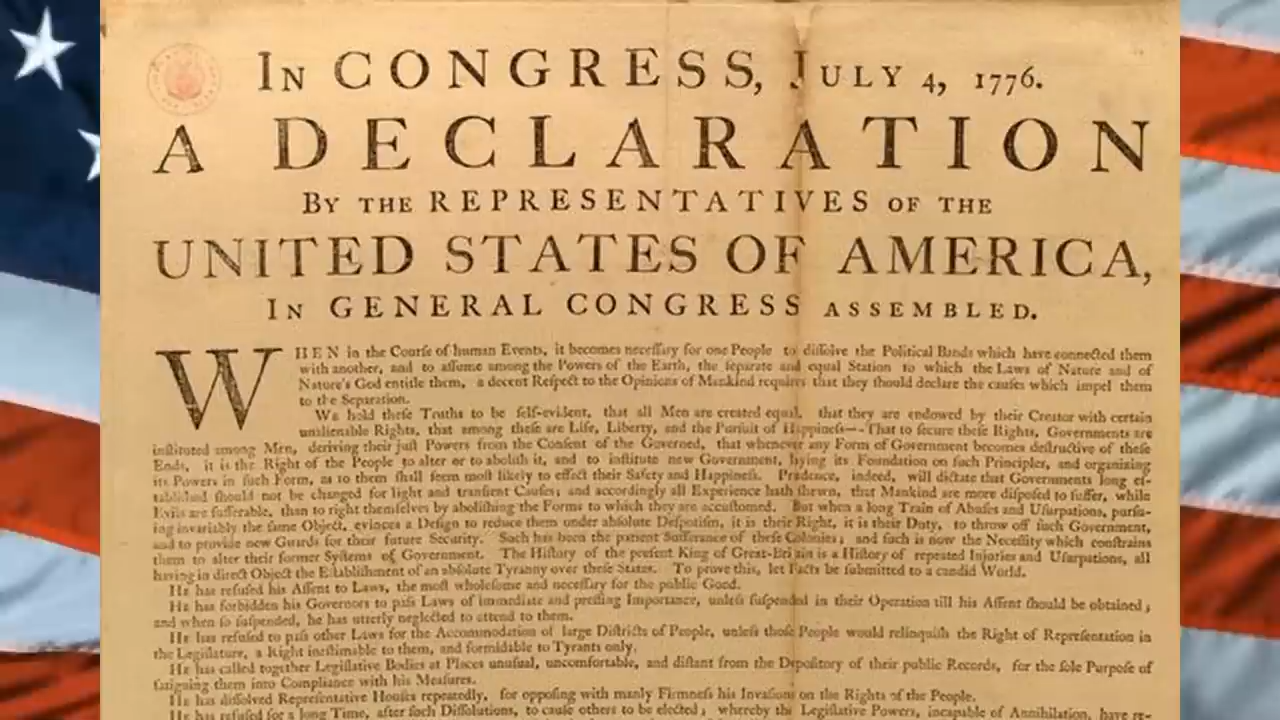 IN CONGRESS, JULY 4, 1776.
A DECLARATION
BY THE REPRESENTATIVES OF THE
UNITED STATES OF AMERICA,
IN GENERAL CONGRESS ASSEMBLED.
WHEN in the Courſe of human Events, it becomes neceſſary for one People to diſſolve the Political Bands which have connected them
with another, and to aſſume among the Powers of the Earth, the ſeparate and equal Station to which the Laws of Nature and of
Nature's God entitle them, a decent Reſpect to the Opinions of Mankind requires that they ſhould declare the cauſes which impel them
to the Separation.
We hold theſe Truths to be ſelf-evident, that all Men are created equal, that they are endowed by their Creator with certain
unalienable Rights, that among theſe are Life, Liberty, and the Purſuit of Happineſs--That to ſecure theſe Rights, Governments are
inſtituted among Men, deriving their juſt Powers from the Conſent of the Governed, that whenever any Form of Government becomes deſtructive of theſe
Ends, it is the Right of the People to alter or to aboliſh it, and to inſtitute new Government, laying its Foundation on ſuch Principles, and organizing
its Powers in ſuch Form, as to them ſhall ſeem moſt likely to effect their Safety and Happineſs. Prudence, indeed, will dictate that Governments long eſ-
tabliſhed ſhould not be changed for light and tranſient Cauſes; and accordingly all Experience hath ſhewn, that Mankind are more diſpoſed to ſuffer, while
Evils are ſufferable, than to right themſelves by aboliſhing the Forms to which they are accuſtomed. But when a long Train of Abuſes and Uſurpations, purſu-
ing invariably the ſame Object, evinces a Deſign to reduce them under abſolute Deſpotiſm, it is their Right, it is their Duty, to throw off ſuch Government,
and to provide new Guards for their future Security. Such has been the patient Sufferance of theſe Colonies; and ſuch is now the Neceſſity which conſtrains
them to alter their former Syſtems of Government. The Hiſtory of the preſent King of Great-Britain is a Hiſtory of repeated Injuries and Uſurpations, all
having in direct Object the Eſtabliſhment of an abſolute Tyranny over theſe States. To prove this, let Facts be ſubmitted to a candid World.
HE has refuſed his Aſſent to Laws, the moſt wholeſome and neceſſary for the public Good.
HE has forbidden his Governors to paſs Laws of immediate and preſſing Importance, unleſs ſuſpended in their Operation till his Aſſent ſhould be obtained;
and when ſo ſuſpended, he has utterly neglected to attend to them.
HE has refuſed to paſs other Laws for the Accommodation of large Diſtricts of People, unleſs thoſe People would relinquiſh the Right of Representation in
the Legiſlature, a Right ineſtimable to them, and formidable to Tyrants only.
HE has called together Legiſlative Bodies at Places unuſual, uncomfortable, and diſtant from the Depoſitory of their public Records, for the ſole Purpoſe of
fatiguing them into Compliance with his Meaſures.
HE has diſſolved Repreſentative Houſes repeatedly, for oppoſing with manly Firmneſs his Invaſions on the Rights of the People.
HE has refuſed for a long Time, after ſuch Diſſolutions, to cauſe others to be elected; whereby the Legiſlative Powers, incapable of Annihilation, have re-